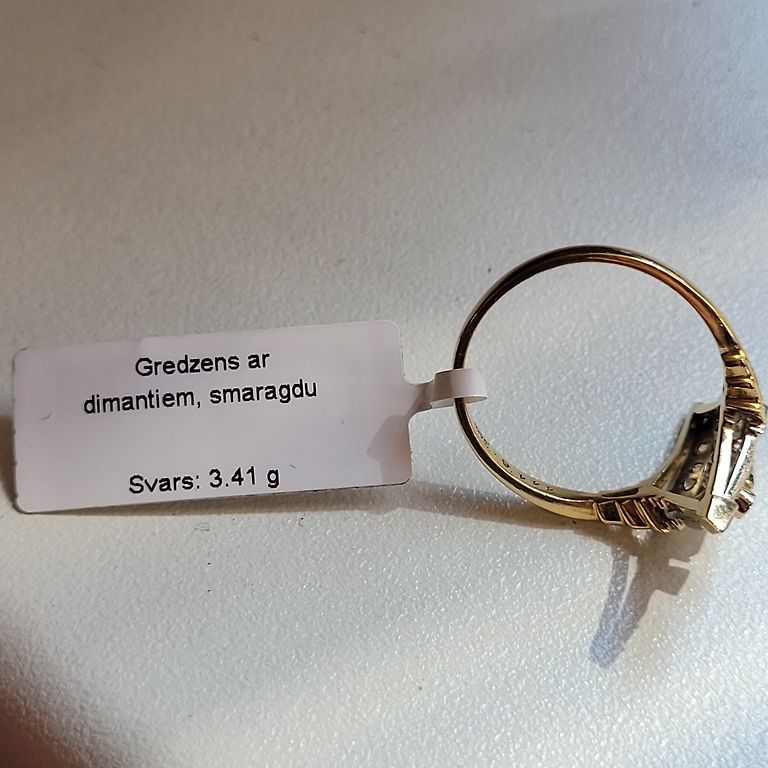 Gredzens ar
dimantiem, smaragdu
Svars: 3.41 g